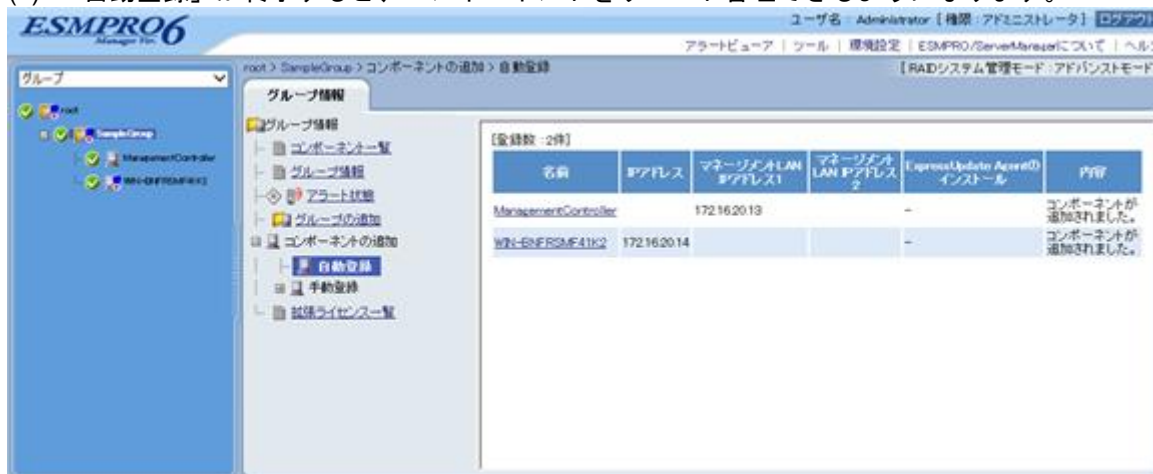 ESMPRO6
Manager Ver.
ユーザ名 : Administrator [ 権限 : アドミニストレータ ] ログアウト
アラートビューア | ツール | 環境設定 | ESMPRO/ServerManagerについて | ヘル
グループ
root > SampleGroup > コンポーネントの追加 > 自動登録
[ RAIDシステム管理モード : アドバンストモード
グループ情報
root
SampleGroup
ManagementController
WIN-BNFRSMF41K2
グループ情報
コンポーネント一覧
グループ情報
アラート状態
グループの追加
コンポーネントの追加
自動登録
手動登録
拡張ライセンス一覧
[登録数 : 2件]
名前 IPアドレス マネージメントLAN IPアドレス1 マネージメント LAN IPアドレス 2 ExpressUpdate Agentの インストール 内容
ManagementController 172.16.20.13 - コンポーネントが 追加されました。
WIN-BNFRSMF41K2 172.16.20.14 - コンポーネントが 追加されました。